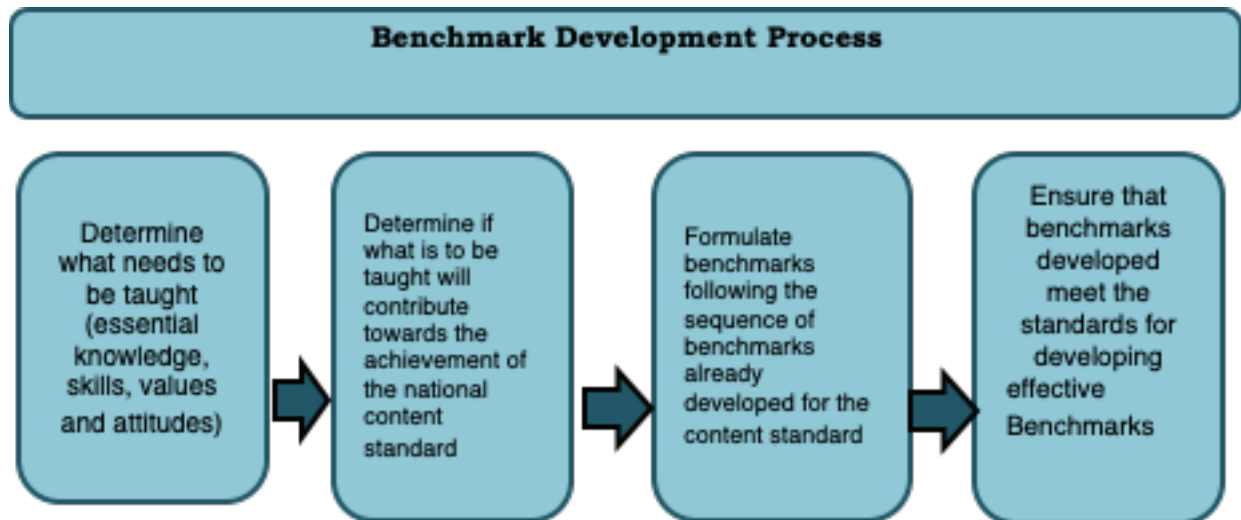 Benchmark Development Process
Determine
what needs to
be taught
(essential
knowledge,
skills, values
and attitudes)
Determine if
what is to be
taught will
contribute
towards the
achievement of
the national
content
standard
Formulate
benchmarks
following the
sequence of
benchmarks
already
developed for the
content standard
Ensure that
benchmarks
developed
meet the
standards for
developing
effective
Benchmarks